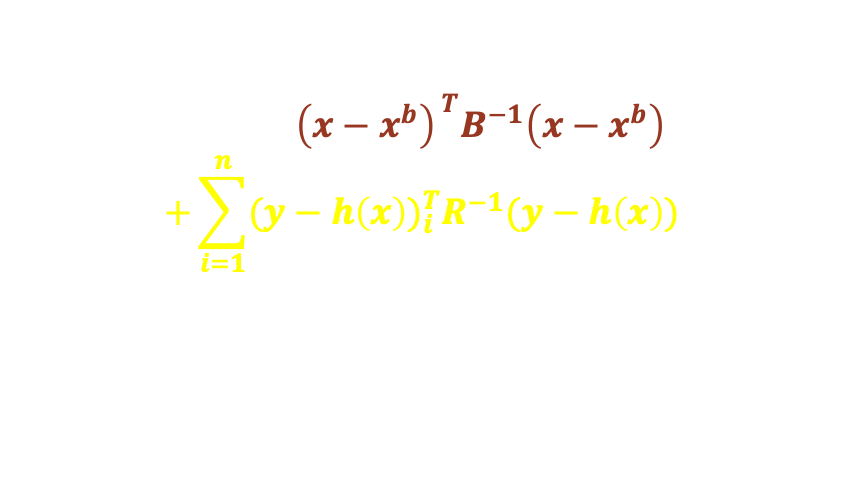 (x − x^b)^T B^{−1}(x − x^b)
+ ∑_{i=1}^{n} (y − h(x))_i^T R^{−1}(y − h(x))